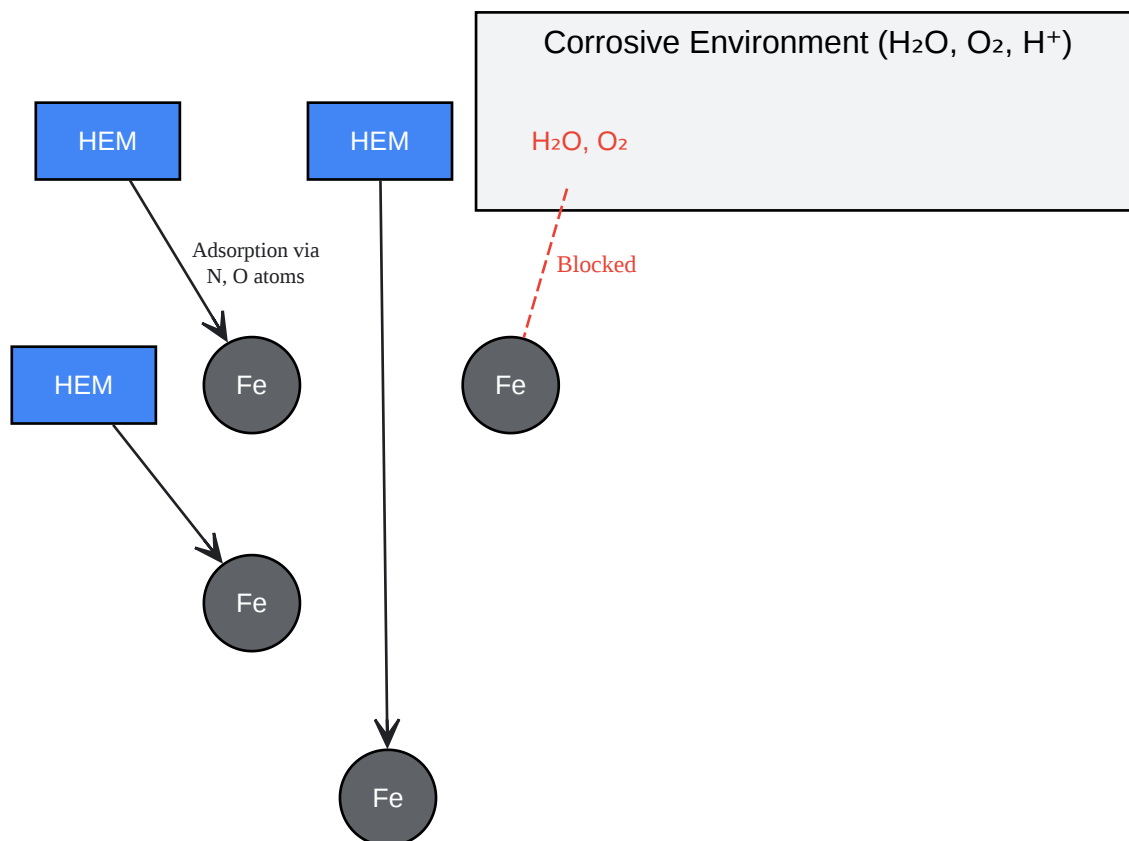 Corrosive Environment (H₂O, O₂, H⁺)
HEM
HEM
H₂O, O₂
Adsorption via
N, O atoms
Blocked
HEM
Fe
Fe
Fe
Fe